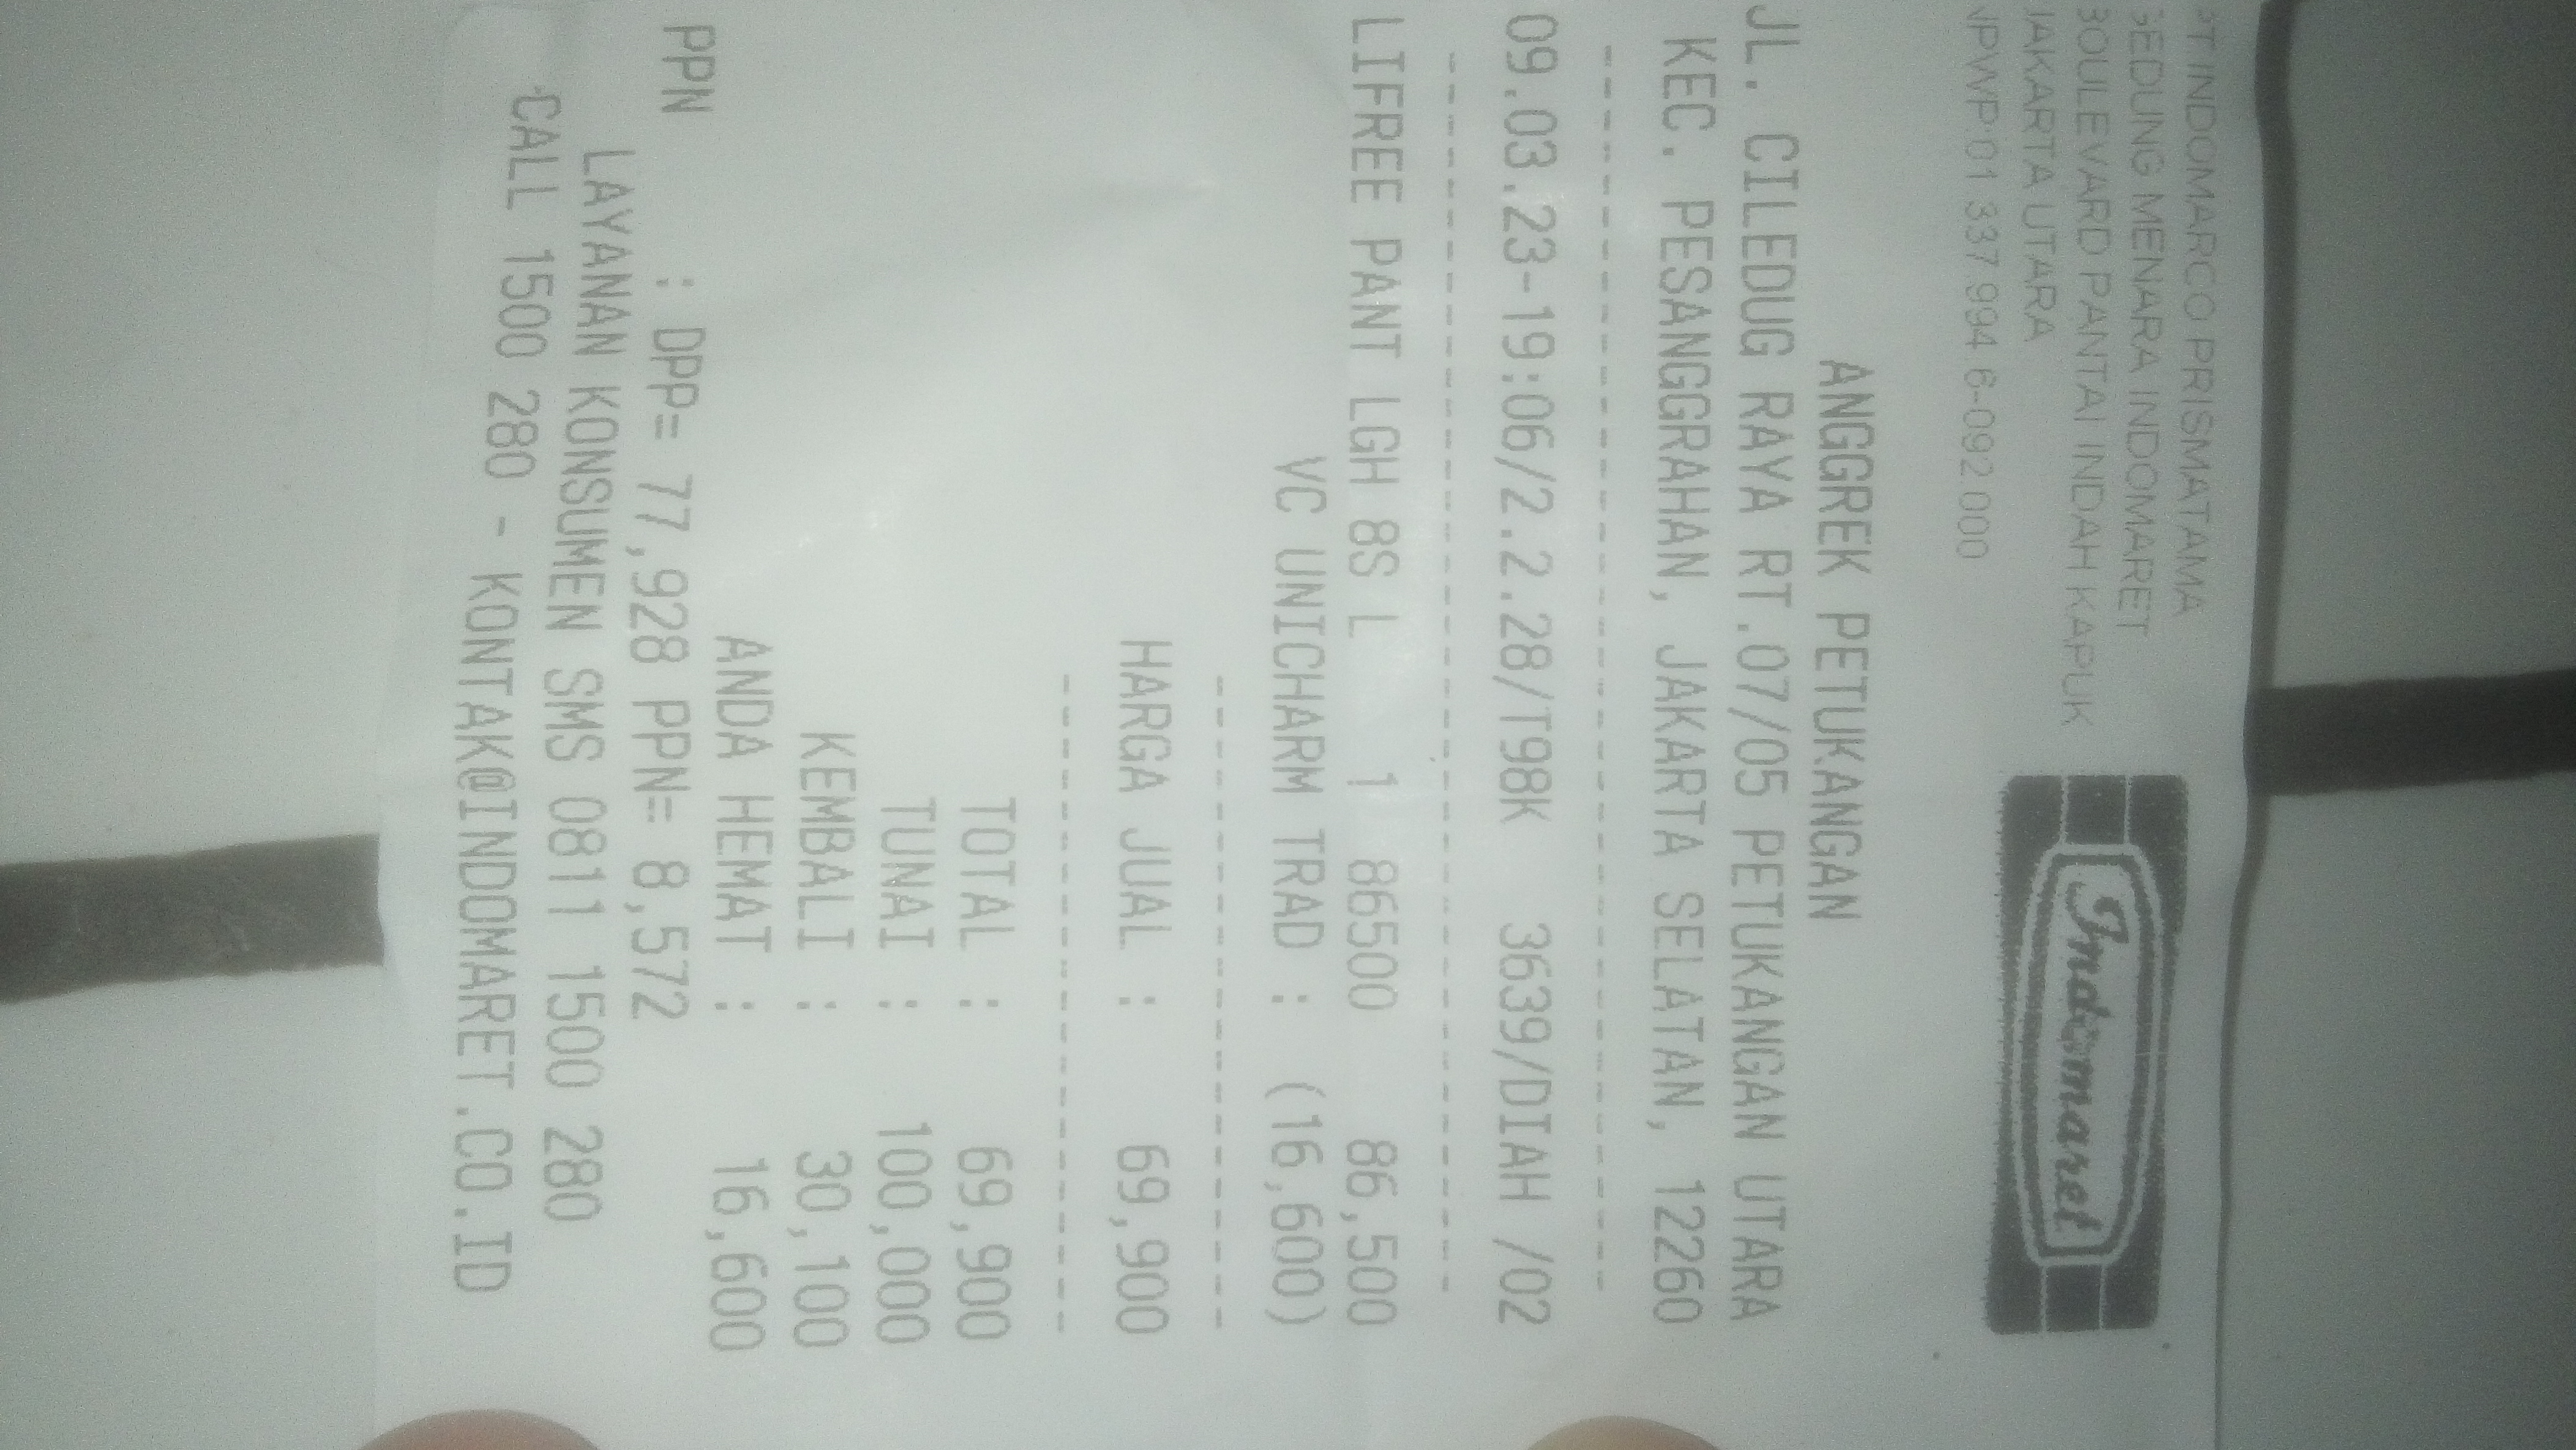 PT INDOMARCO PRISMATAMA
GEDUNG MENARA INDOMARET
BOULEVARD PANTAI INDAH KAPUK
JAKARTA UTARA
NPWP:01 337 994 6-092.000
Indomaret
ANGGREK PETUKANGAN
JL. CILEDUG RAYA RT.07/05 PETUKANGAN UTARA
KEC. PESANGGRAHAN, JAKARTA SELATAN, 12260
09.03.23-19:06/2.2.28/T98K 3639/DIAH /02
LIFREE PANT LGH 8S L 1 86500 86,500
VC UNICHARM TRAD : (16,600)
HARGA JUAL : 69,900
TOTAL : 69,900
TUNAI : 100,000
KEMBALI : 30,100
ANDA HEMAT : 16,600
PPN : DPP= 77,928 PPN= 8,572
LAYANAN KONSUMEN SMS 0811 1500 280
CALL 1500 280 - KONTAK@INDOMARET.CO.ID